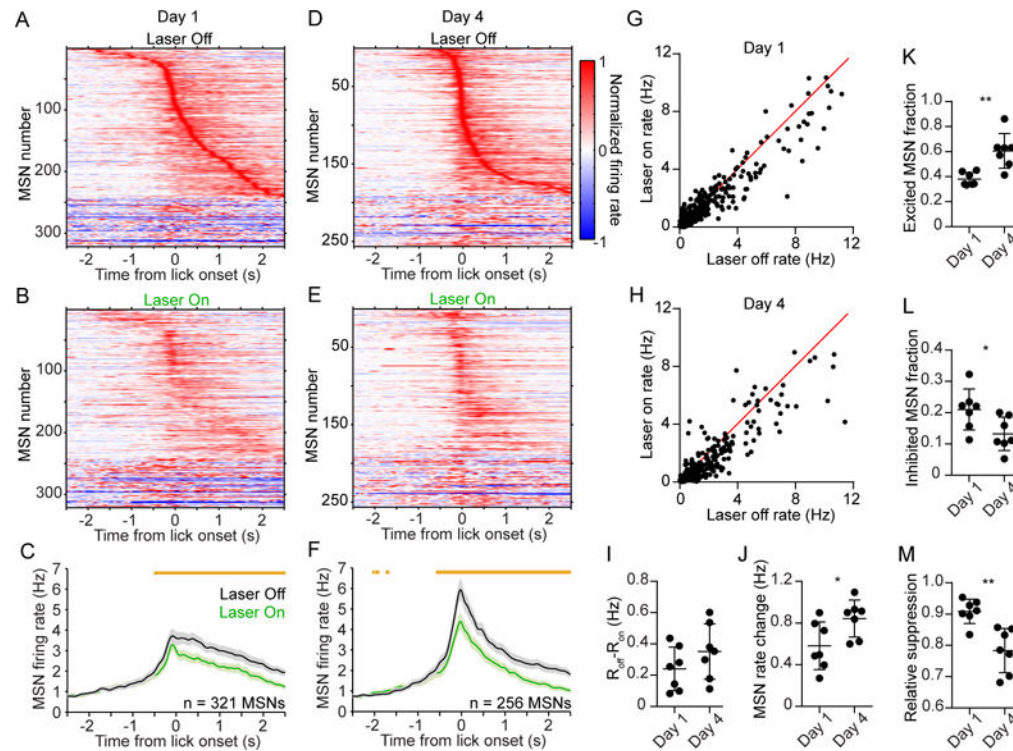 A
Day 1
Laser Off
MSN number
100
200
300
-2 -1 0 1 2
Time from lick onset (s)
B
Laser On
MSN number
100
200
300
-2 -1 0 1 2
Time from lick onset (s)
C
MSN firing rate (Hz)
7
6
5
4
3
2
1
0
Laser Off
Laser On
n = 321 MSNs
-2 -1 0 1 2
Time from lick onset (s)
D
Day 4
Laser Off
MSN number
50
150
250
-2 -1 0 1 2
Time from lick onset (s)
1
0
-1
Normalized firing rate
E
Laser On
MSN number
50
150
250
-2 -1 0 1 2
Time from lick onset (s)
F
MSN firing rate (Hz)
7
6
5
4
3
2
1
0
n = 256 MSNs
-2 -1 0 1 2
Time from lick onset (s)
G
Day 1
Laser on rate (Hz)
12
8
4
0
0 4 8 12
Laser off rate (Hz)
H
Day 4
Laser on rate (Hz)
12
8
4
0
0 4 8 12
Laser off rate (Hz)
I
Roff-Ron (Hz)
0.8
0.6
0.4
0.2
0
Day 1 Day 4
J
MSN rate change (Hz)
*
1.2
0.8
0.4
0
Day 1 Day 4
K
Excited MSN fraction
**
1.0
0.8
0.6
0.4
0.2
0
Day 1 Day 4
L
Inhibited MSN fraction
*
0.4
0.3
0.2
0.1
0
Day 1 Day 4
M
Relative suppression
**
1.0
0.9
0.8
0.7
0.6
Day 1 Day 4